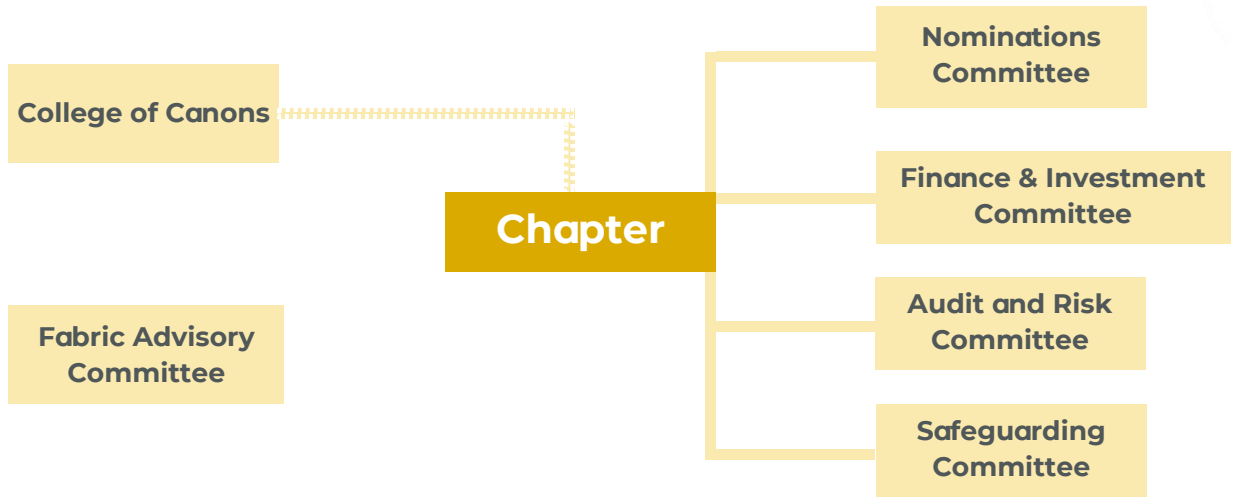 Nominations
Committee
College of Canons
Finance & Investment
Committee
Chapter
Audit and Risk
Committee
Fabric Advisory
Committee
Safeguarding
Committee